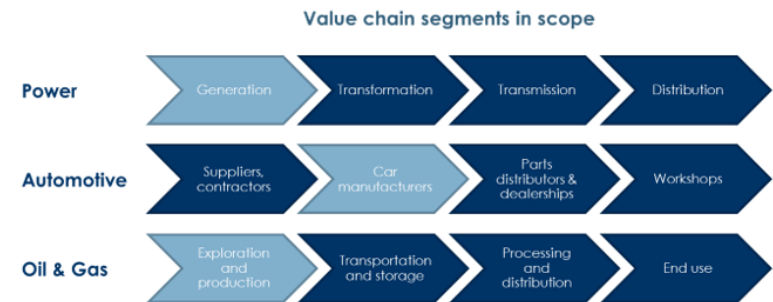 Value chain segments in scope
Power
Generation
Transformation
Transmission
Distribution
Automotive
Suppliers,
contractors
Car
manufacturers
Parts
distributors &
dealerships
Workshops
Oil & Gas
Exploration
and
production
Transportation
and storage
Processing
and
distribution
End use